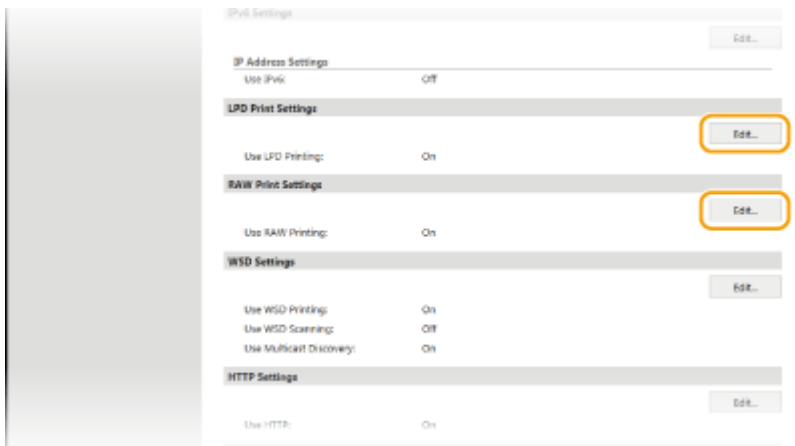 IPv6 Settings
Edit...
IP Address Settings
Use IPv6: Off
LPD Print Settings
Edit...
Use LPD Printing: On
RAW Print Settings
Edit...
Use RAW Printing: On
WSD Settings
Edit...
Use WSD Printing: On
Use WSD Scanning: Off
Use Multicast Discovery: On
HTTP Settings
Edit...
Use HTTP: On